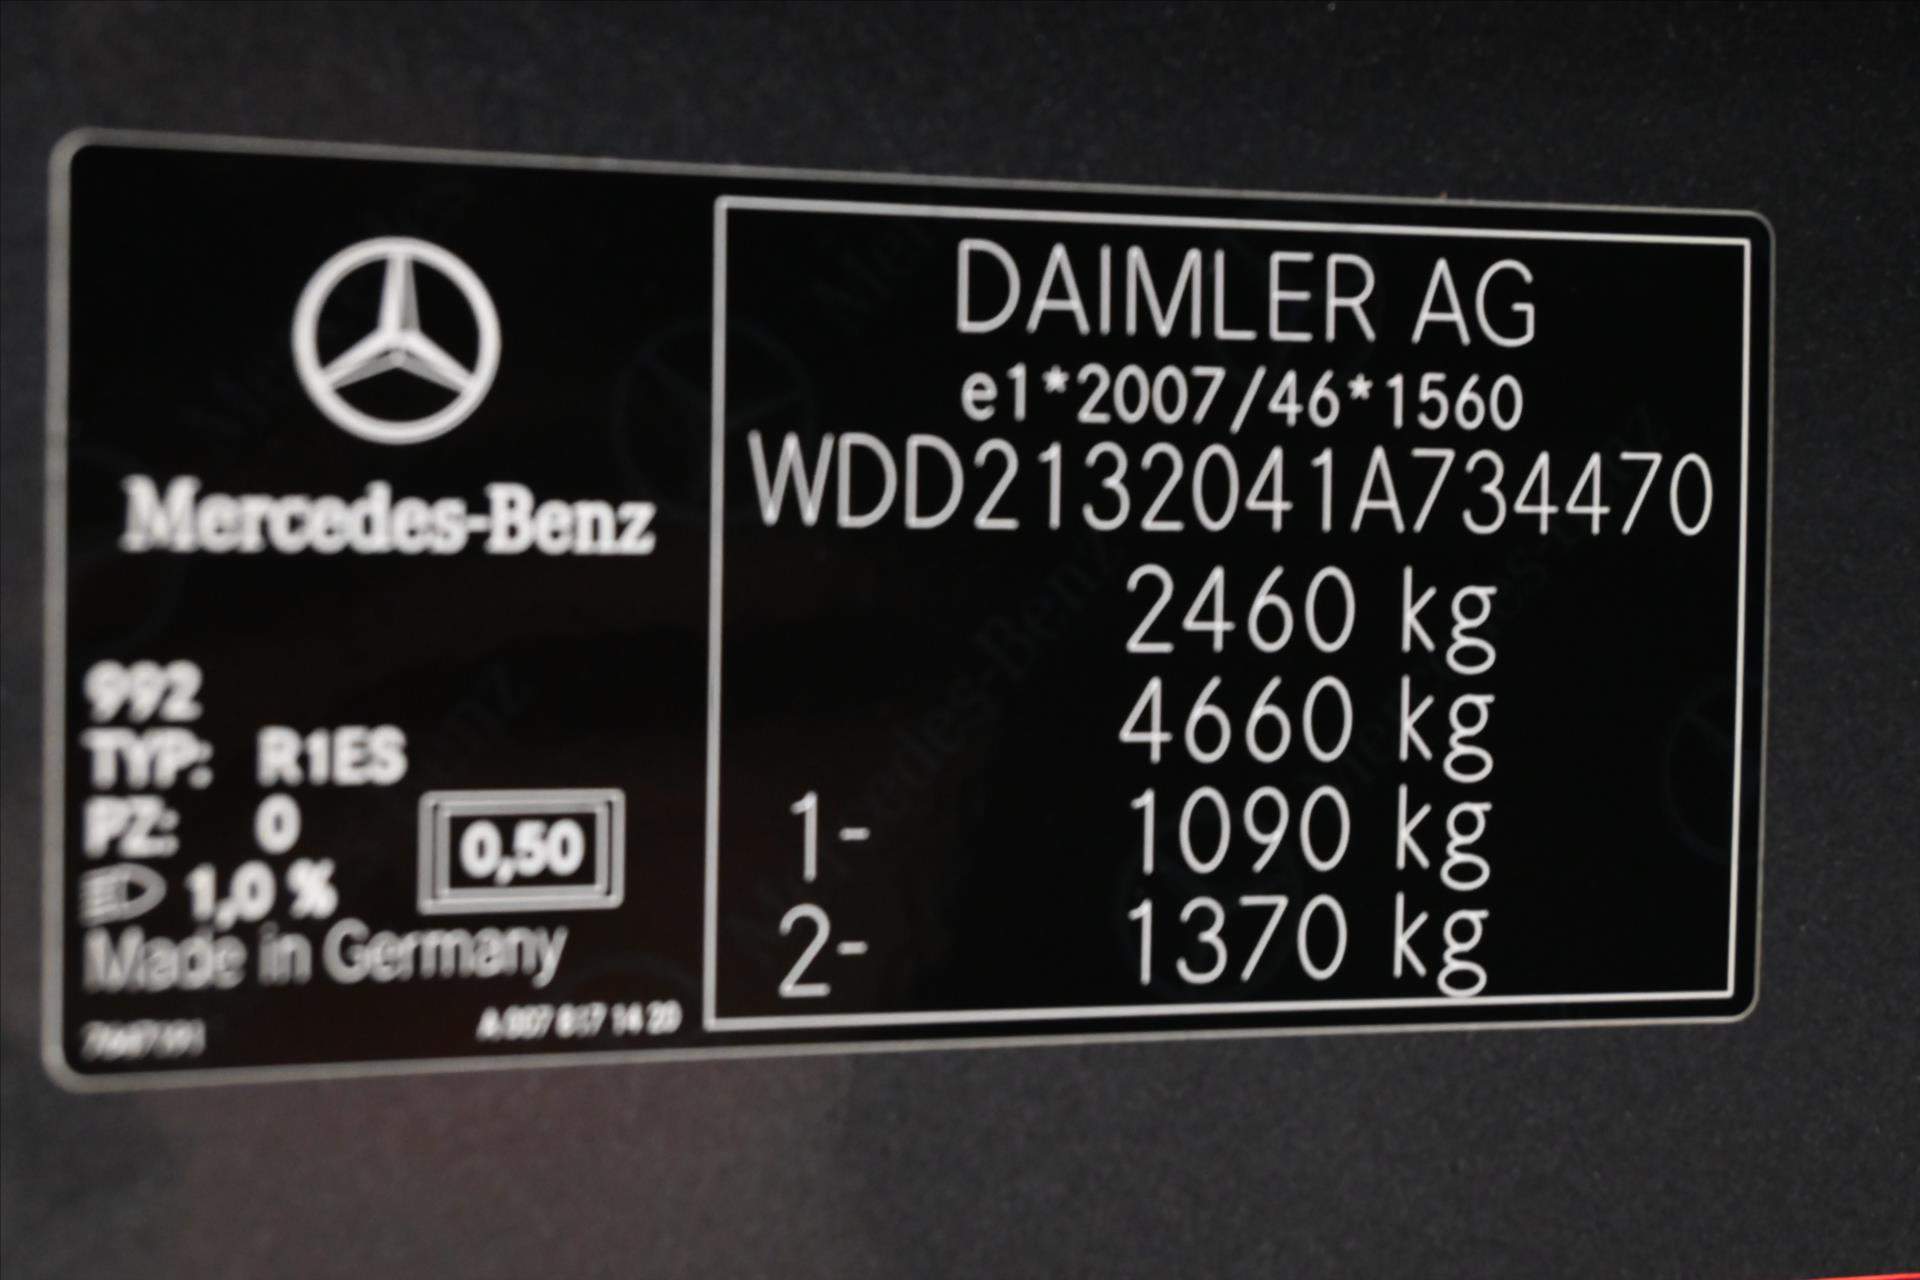 Mercedes-Benz
992
TYP: R1ES
PZ: 0
1,0 %
0,50
Made in Germany
DAIMLER AG
e1*2007/46*1560
WDD2132041A734470
2460 kg
4660 kg
1- 1090 kg
2- 1370 kg